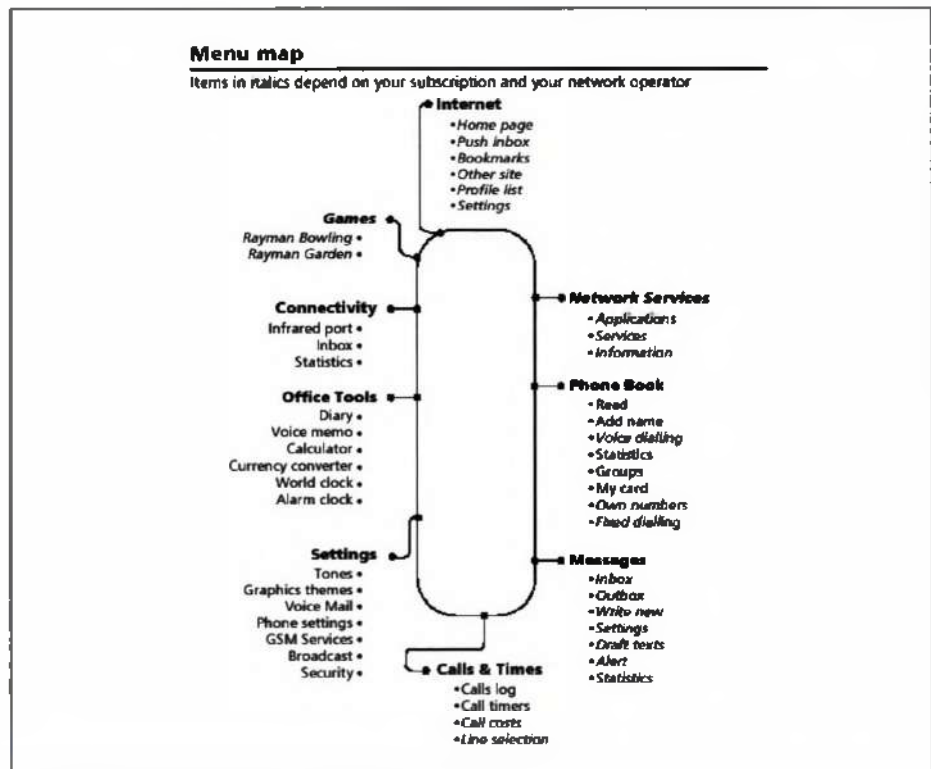 Menu map
Items in italics depend on your subscription and your network operator
Internet
•Home page
•Push inbox
•Bookmarks
•Other site
•Profile list
•Settings
Games
Rayman Bowling •
Rayman Garden •
Connectivity
Infrared port •
Inbox •
Statistics •
Office Tools
Diary •
Voice memo •
Calculator •
Currency converter •
World clock •
Alarm clock •
Settings
Tones •
Graphics themes •
Voice Mail •
Phone settings •
GSM Services •
Broadcast •
Security •
Network Services
•Applications
•Services
•Information
Phone Book
•Read
•Add name
•Voice dialling
•Statistics
•Groups
•My card
•Own numbers
•Fixed dialling
Messages
•Inbox
•Outbox
•Write new
•Settings
•Draft texts
•Alert
•Statistics
Calls & Times
•Calls log
•Call timers
•Call costs
•Line selection